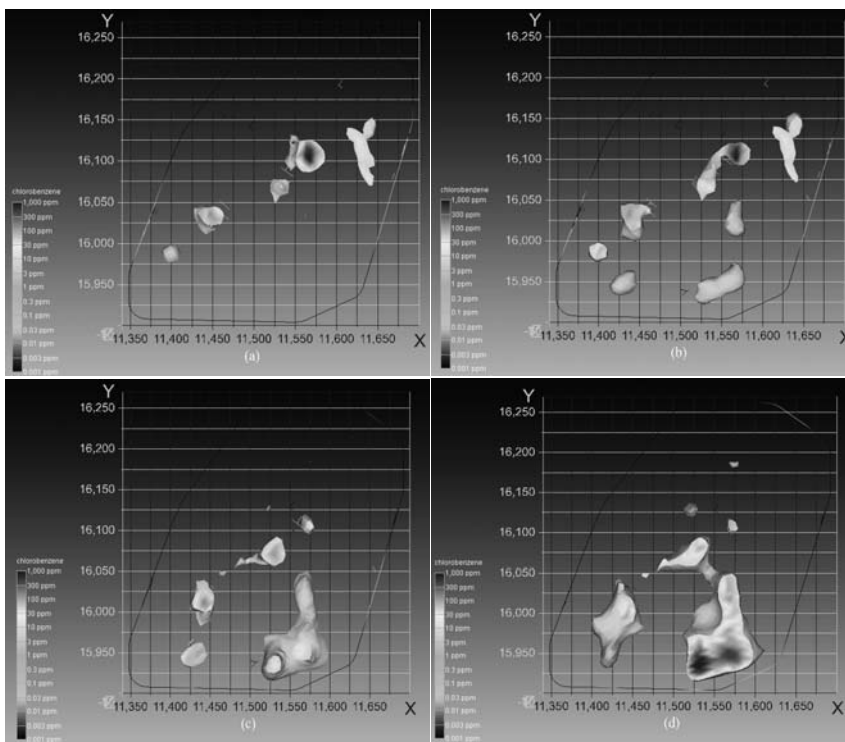 Y
16,250
16,200
16,150
16,100
16,050
16,000
15,950
chlorobenzene
1,000 ppm
300 ppm
100 ppm
30 ppm
10 ppm
3 ppm
1 ppm
0.3 ppm
0.1 ppm
0.03 ppm
0.01 ppm
0.003 ppm
0.001 ppm
11,350 11,400 11,450 11,500 11,550 11,600 11,650 X
(a)
Y
16,250
16,200
16,150
16,100
16,050
16,000
15,950
chlorobenzene
1,000 ppm
300 ppm
100 ppm
30 ppm
10 ppm
3 ppm
1 ppm
0.3 ppm
0.1 ppm
0.03 ppm
0.01 ppm
0.003 ppm
0.001 ppm
11,350 11,400 11,450 11,500 11,550 11,600 11,650 X
(b)
Y
16,250
16,200
16,150
16,100
16,050
16,000
15,950
chlorobenzene
1,000 ppm
300 ppm
100 ppm
30 ppm
10 ppm
3 ppm
1 ppm
0.3 ppm
0.1 ppm
0.03 ppm
0.01 ppm
0.003 ppm
0.001 ppm
11,350 11,400 11,450 11,500 11,550 11,600 11,650 X
(c)
Y
16,250
16,200
16,150
16,100
16,050
16,000
15,950
chlorobenzene
1,000 ppm
300 ppm
100 ppm
30 ppm
10 ppm
3 ppm
1 ppm
0.3 ppm
0.1 ppm
0.03 ppm
0.01 ppm
0.003 ppm
0.001 ppm
11,350 11,400 11,450 11,500 11,550 11,600 11,650 X
(d)